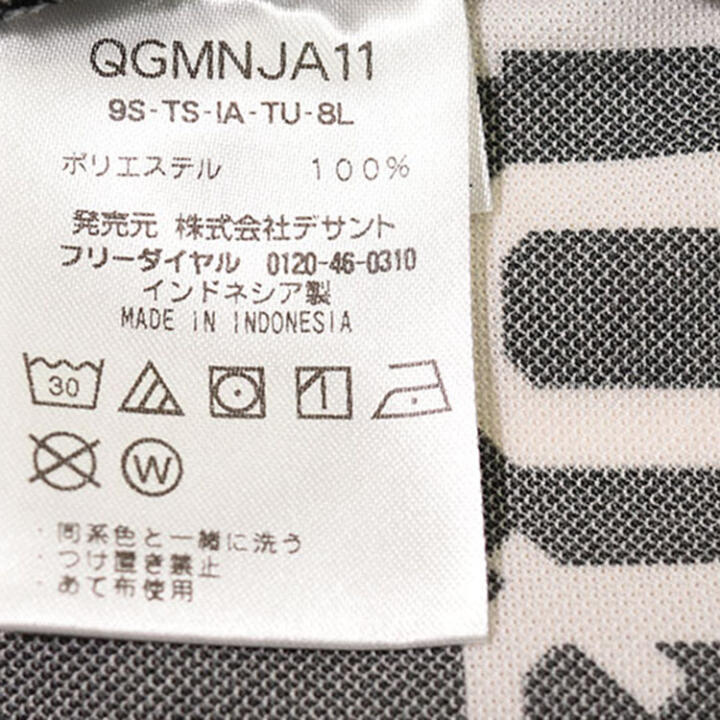 QGMNJA11
9S-TS-IA-TU-8L
ポリエステル 100%
発売元 株式会社デサント
フリーダイヤル 0120-46-0310
インドネシア製
MADE IN INDONESIA
30
W
・同系色と一緒に洗う
・つけ置き禁止
・あて布使用